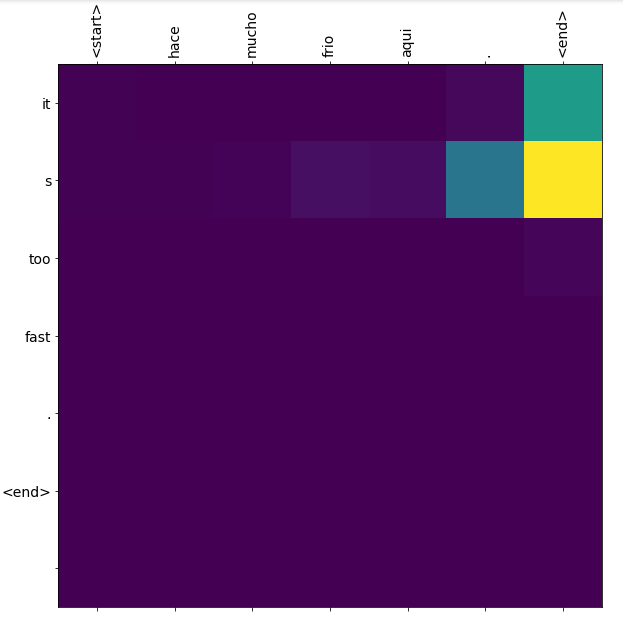 <start> hace mucho frio aqui . <end>
it
s
too
fast
.
<end>